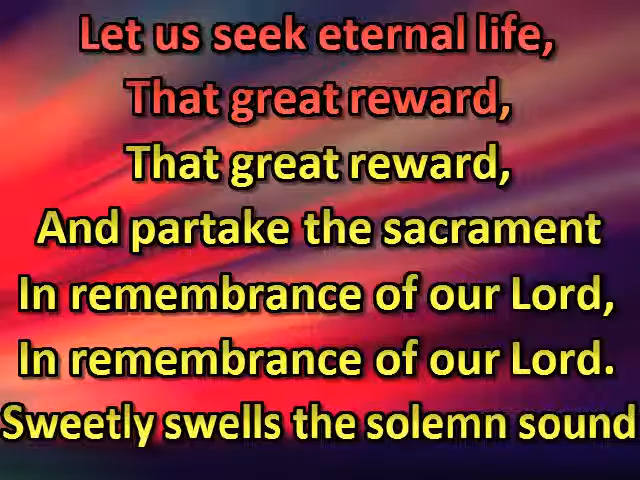 Let us seek eternal life,
That great reward,
That great reward,
And partake the sacrament
In remembrance of our Lord,
In remembrance of our Lord.
Sweetly swells the solemn sound